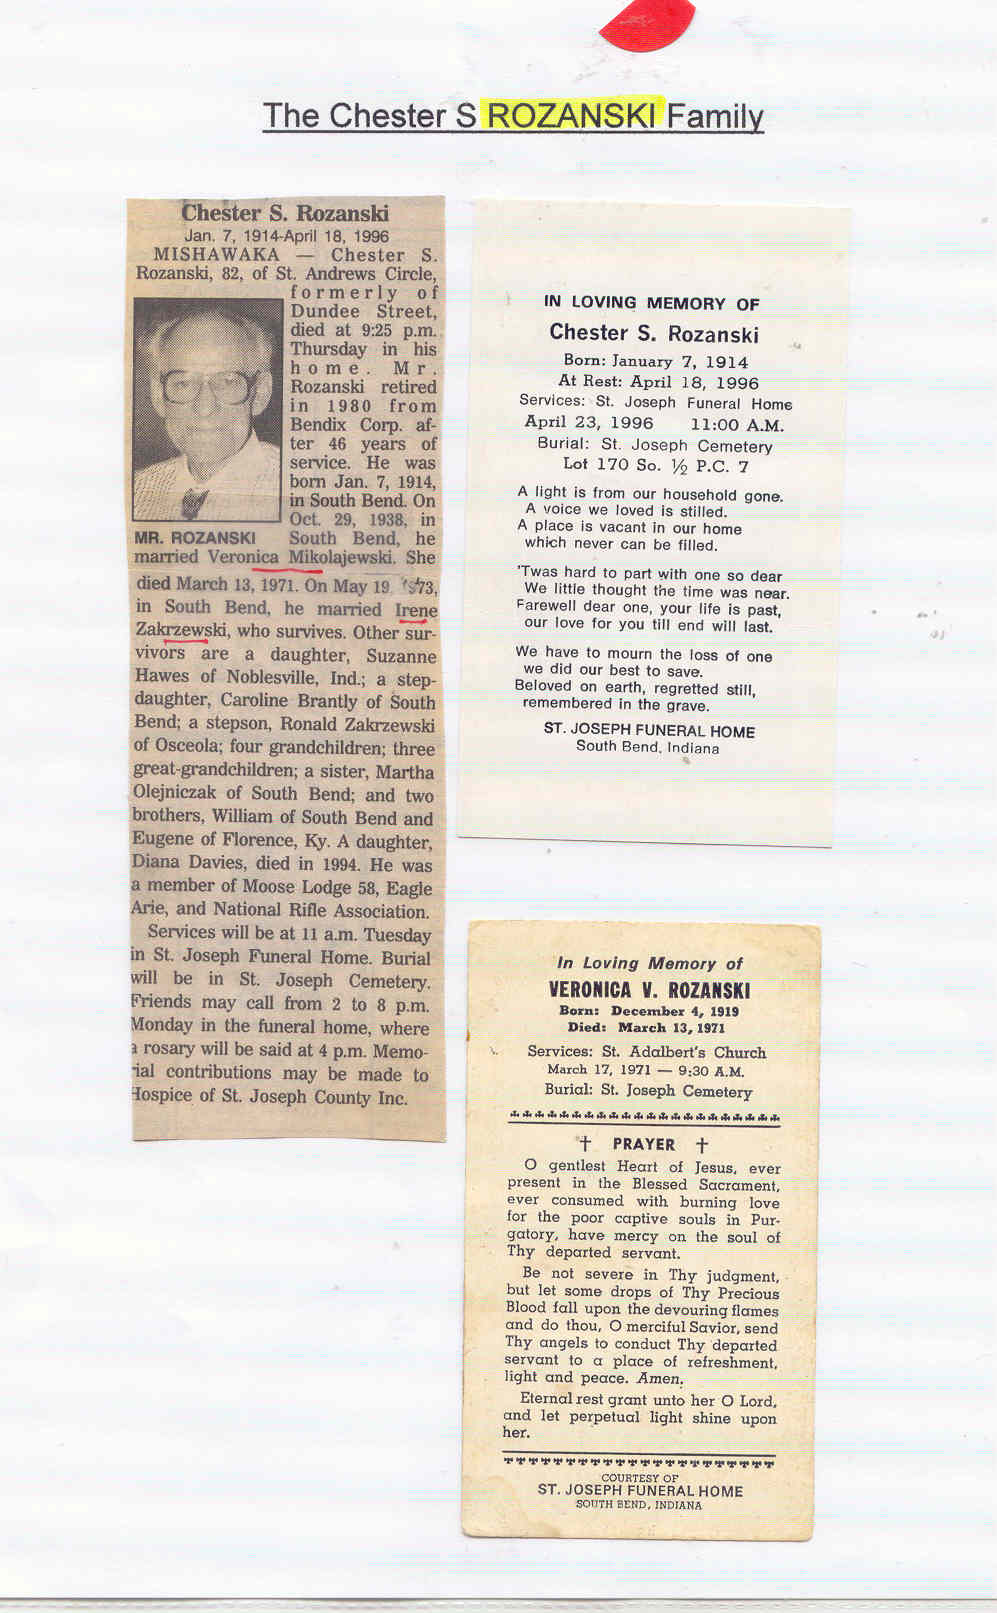 The Chester S ROZANSKI Family
Chester S. Rozanski
Jan. 7, 1914-April 18, 1996
MISHAWAKA — Chester S.
Rozanski, 82, of St. Andrews Circle,
formerly of
Dundee Street,
died at 9:25 p.m.
Thursday in his
home. Mr.
Rozanski retired
in 1980 from
Bendix Corp. af-
ter 46 years of
service. He was
born Jan. 7, 1914,
in South Bend. On
Oct. 29, 1938, in
MR. ROZANSKI South Bend, he
married Veronica Mikolajewski. She
died March 13, 1971. On May 19, 1973,
in South Bend, he married Irene
Zakrzewski, who survives. Other sur-
vivors are a daughter, Suzanne
Hawes of Noblesville, Ind.; a step-
daughter, Caroline Brantly of South
Bend; a stepson, Ronald Zakrzewski
of Osceola; four grandchildren; three
great-grandchildren; a sister, Martha
Olejniczak of South Bend; and two
brothers, William of South Bend and
Eugene of Florence, Ky. A daughter,
Diana Davies, died in 1994. He was
a member of Moose Lodge 58, Eagle
Arie, and National Rifle Association.
Services will be at 11 a.m. Tuesday
in St. Joseph Funeral Home. Burial
will be in St. Joseph Cemetery.
Friends may call from 2 to 8 p.m.
Monday in the funeral home, where
a rosary will be said at 4 p.m. Memo-
rial contributions may be made to
Hospice of St. Joseph County Inc.
IN LOVING MEMORY OF
Chester S. Rozanski
Born: January 7, 1914
At Rest: April 18, 1996
Services: St. Joseph Funeral Home
April 23, 1996 11:00 A.M.
Burial: St. Joseph Cemetery
Lot 170 So. ½ P.C. 7
A light is from our household gone.
A voice we loved is stilled.
A place is vacant in our home
which never can be filled.
'Twas hard to part with one so dear
We little thought the time was near.
Farewell dear one, your life is past,
our love for you till end will last.
We have to mourn the loss of one
we did our best to save.
Beloved on earth, regretted still,
remembered in the grave.
ST. JOSEPH FUNERAL HOME
South Bend, Indiana
In Loving Memory of
VERONICA V. ROZANSKI
Born: December 4, 1919
Died: March 13, 1971
Services: St. Adalbert's Church
March 17, 1971 — 9:30 A.M.
Burial: St. Joseph Cemetery
† PRAYER †
O gentlest Heart of Jesus, ever
present in the Blessed Sacrament,
ever consumed with burning love
for the poor captive souls in Pur-
gatory, have mercy on the soul of
Thy departed servant.
Be not severe in Thy judgment,
but let some drops of Thy Precious
Blood fall upon the devouring flames
and do thou, O merciful Savior, send
Thy angels to conduct Thy departed
servant to a place of refreshment,
light and peace. Amen.
Eternal rest grant unto her O Lord,
and let perpetual light shine upon
her.
COURTESY OF
ST. JOSEPH FUNERAL HOME
SOUTH BEND, INDIANA